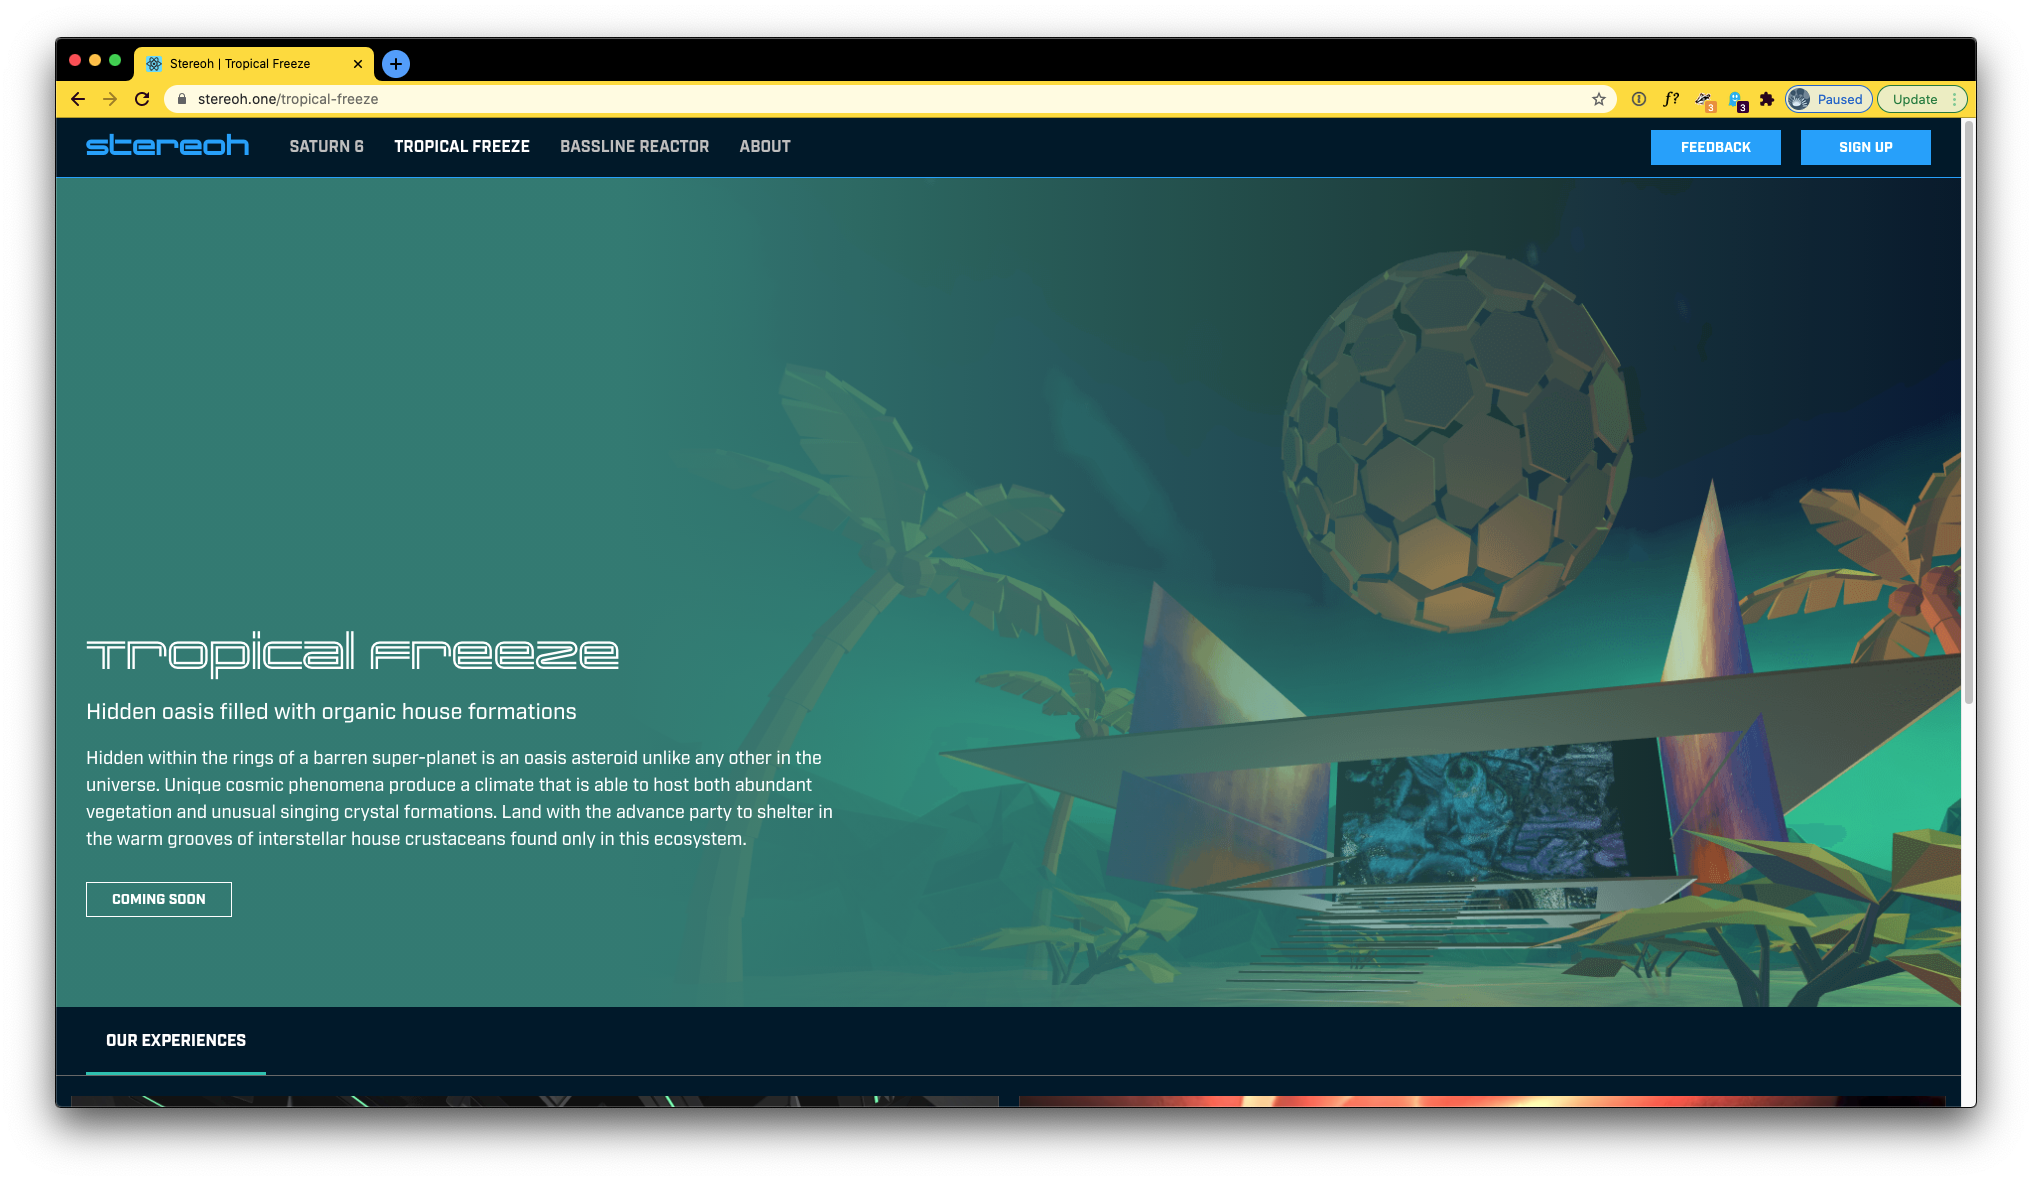 Stereoh | Tropical Freeze
stereoh.one/tropical-freeze
f?
3
3
Paused
Update
stereoh
SATURN 6
TROPICAL FREEZE
BASSLINE REACTOR
ABOUT
FEEDBACK
SIGN UP
Tropical Freeze
Hidden oasis filled with organic house formations
Hidden within the rings of a barren super-planet is an oasis asteroid unlike any other in the
universe. Unique cosmic phenomena produce a climate that is able to host both abundant
vegetation and unusual singing crystal formations. Land with the advance party to shelter in
the warm grooves of interstellar house crustaceans found only in this ecosystem.
COMING SOON
OUR EXPERIENCES